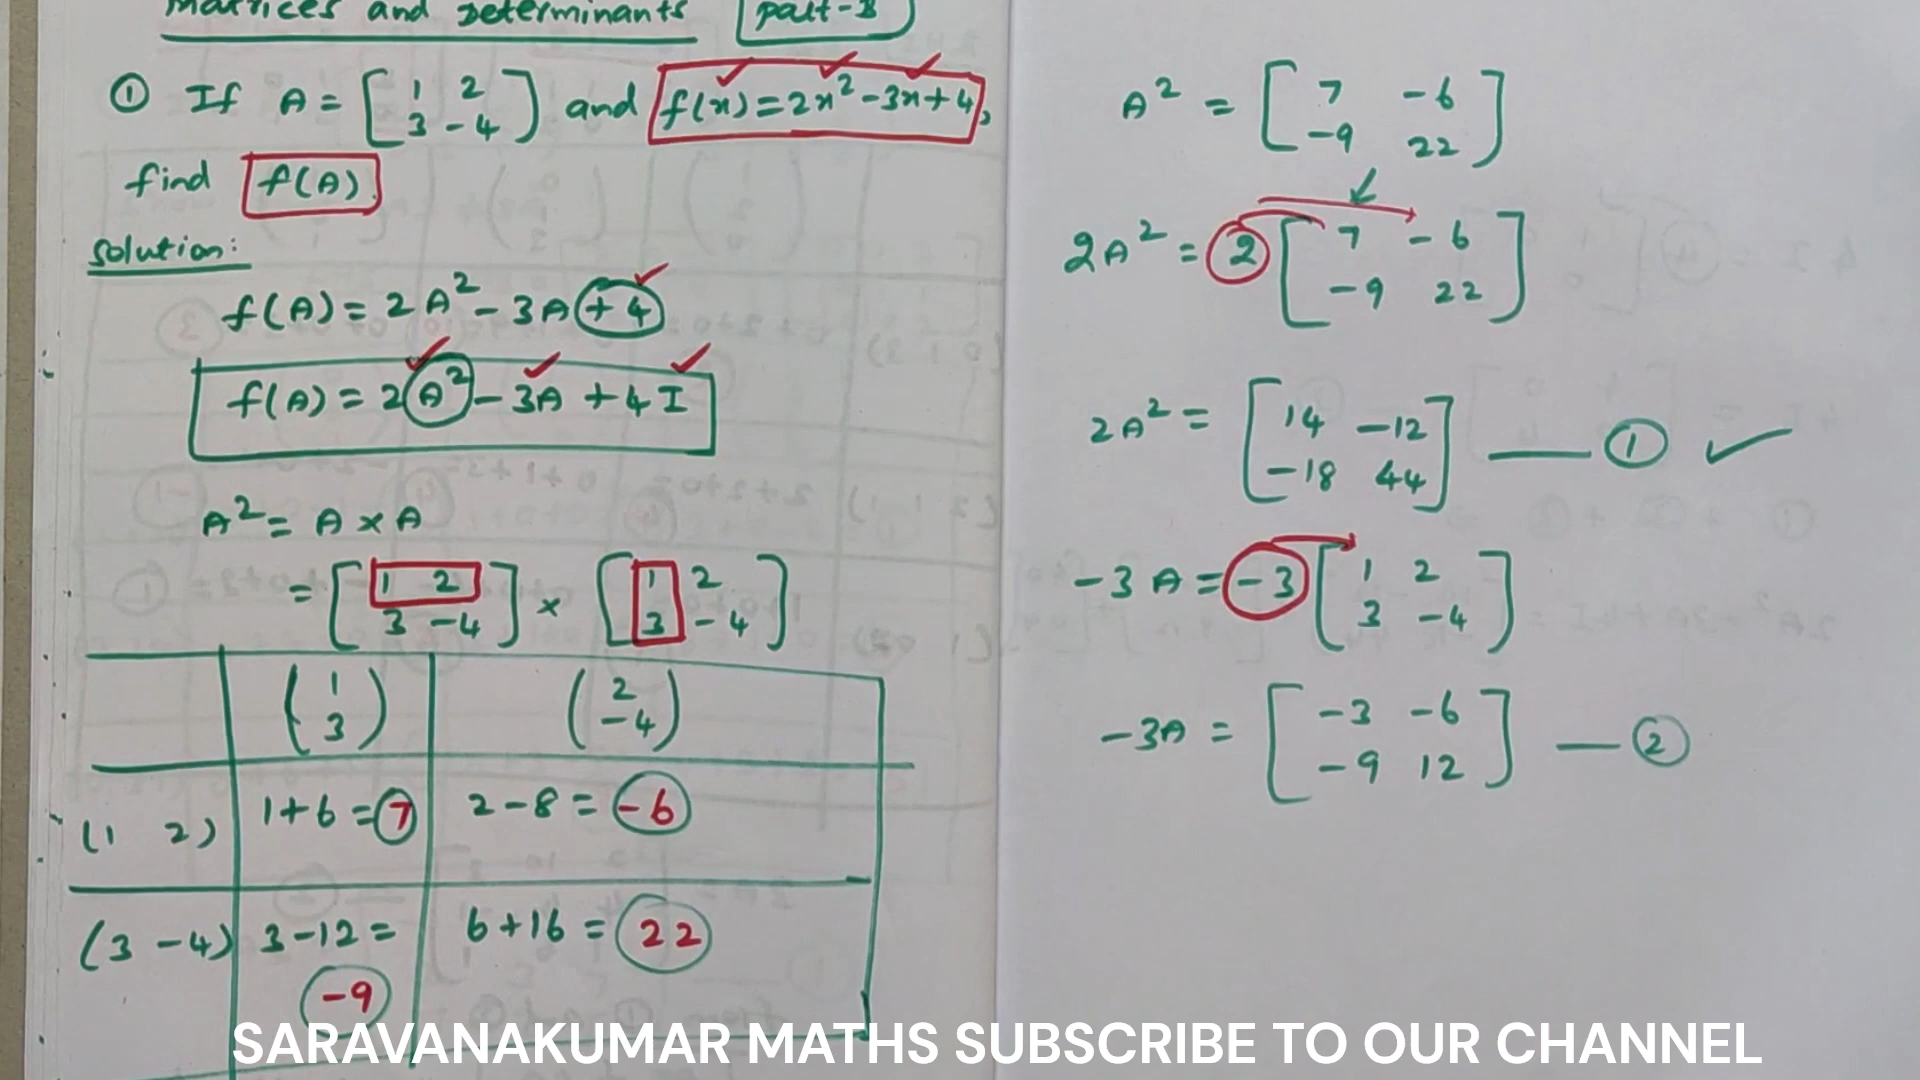 Matrices and Determinants part-B
① If A = [ 1 2
3 -4 ] and f(x) = 2x² - 3x + 4,
find f(A).
Solution:
f(A) = 2A² - 3A + 4
f(A) = 2A² - 3A + 4I
A² = A × A
= [ 1 2
3 -4 ] × [ 1 2
3 -4 ]
( 1
3 ) ( 2
-4 )
(1 2) 1+6 = 7 2-8 = -6
(3 -4) 3-12 = 6+16 = 22
-9
A² = [ 7 -6
-9 22 ]
2A² = 2 [ 7 -6
-9 22 ]
2A² = [ 14 -12
-18 44 ] — ①
-3A = -3 [ 1 2
3 -4 ]
-3A = [ -3 -6
-9 12 ] — ②
SARAVANAKUMAR MATHS SUBSCRIBE TO OUR CHANNEL